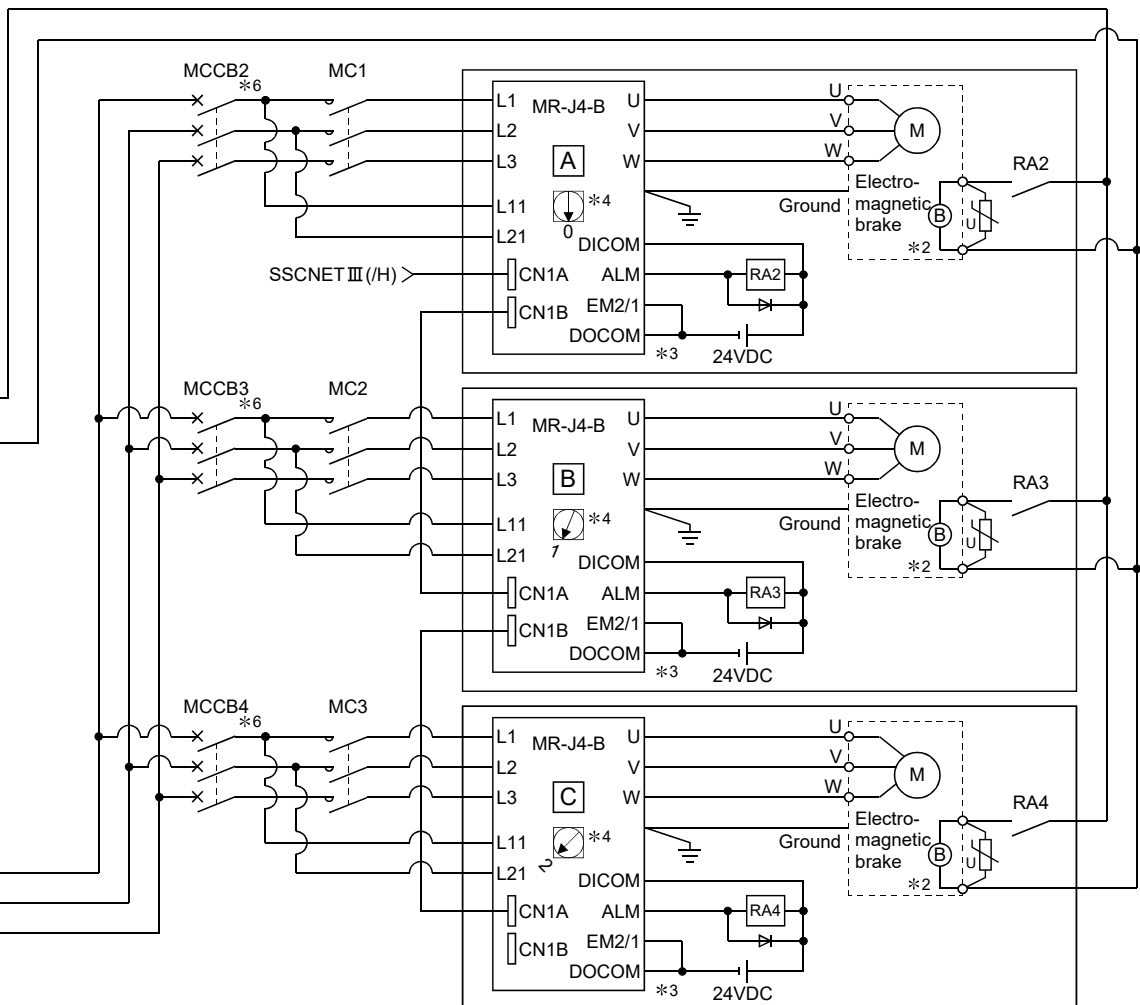 MCCB2
∗6
MC1
L1
MR-J4-B
U
U
L2
V
V
M
L3
A
W
W
RA2
Electro-
magnetic
brake
B
U
∗4
L11
Ground
0
L21
DICOM
∗2
SSCNETⅢ(/H)
CN1A
ALM
RA2
CN1B
EM2/1
DOCOM
∗3
24VDC
MCCB3
∗6
MC2
L1
MR-J4-B
U
U
L2
V
V
M
L3
B
W
W
RA3
Electro-
magnetic
brake
B
U
∗4
L11
Ground
1
L21
DICOM
∗2
CN1A
ALM
RA3
CN1B
EM2/1
DOCOM
∗3
24VDC
MCCB4
∗6
MC3
L1
MR-J4-B
U
U
L2
V
V
M
L3
C
W
W
RA4
Electro-
magnetic
brake
B
U
∗4
L11
Ground
2
L21
DICOM
∗2
CN1A
ALM
RA4
CN1B
EM2/1
DOCOM
∗3
24VDC